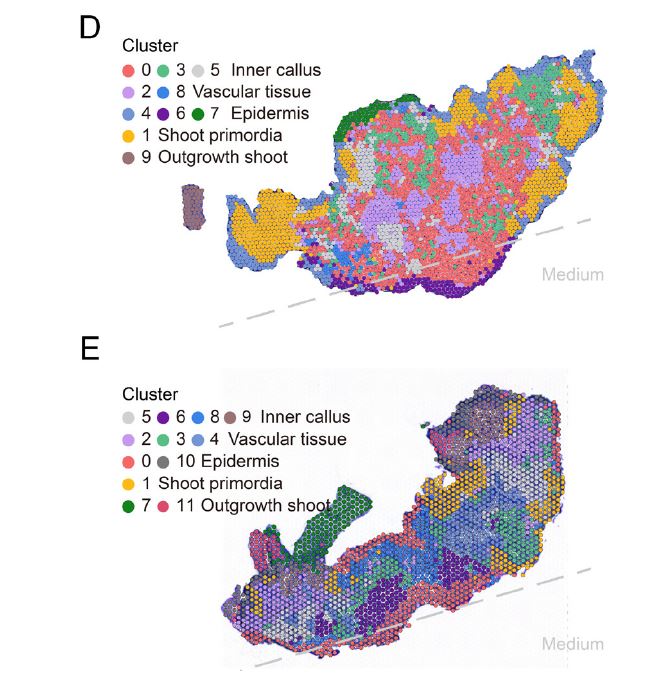 D
Cluster
0 3 5 Inner callus
2 8 Vascular tissue
4 6 7 Epidermis
1 Shoot primordia
9 Outgrowth shoot
Medium
E
Cluster
5 6 8 9 Inner callus
2 3 4 Vascular tissue
0 10 Epidermis
1 Shoot primordia
7 11 Outgrowth shoot
Medium